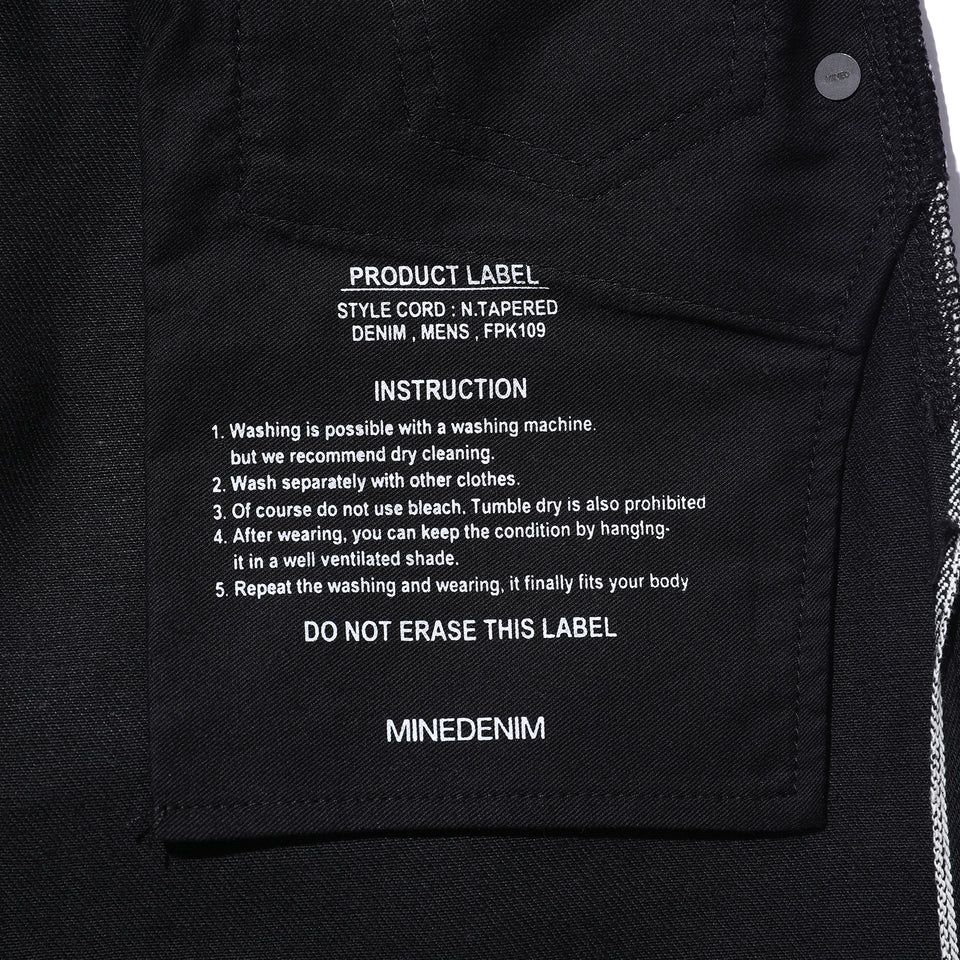 MINED
PRODUCT LABEL
STYLE CORD : N.TAPERED
DENIM , MENS , FPK109
INSTRUCTION
1. Washing is possible with a washing machine.
but we recommend dry cleaning.
2. Wash separately with other clothes.
3. Of course do not use bleach. Tumble dry is also prohibited
4. After wearing, you can keep the condition by hanging-
it in a well ventilated shade.
5. Repeat the washing and wearing, it finally fits your body
DO NOT ERASE THIS LABEL
MINEDENIM